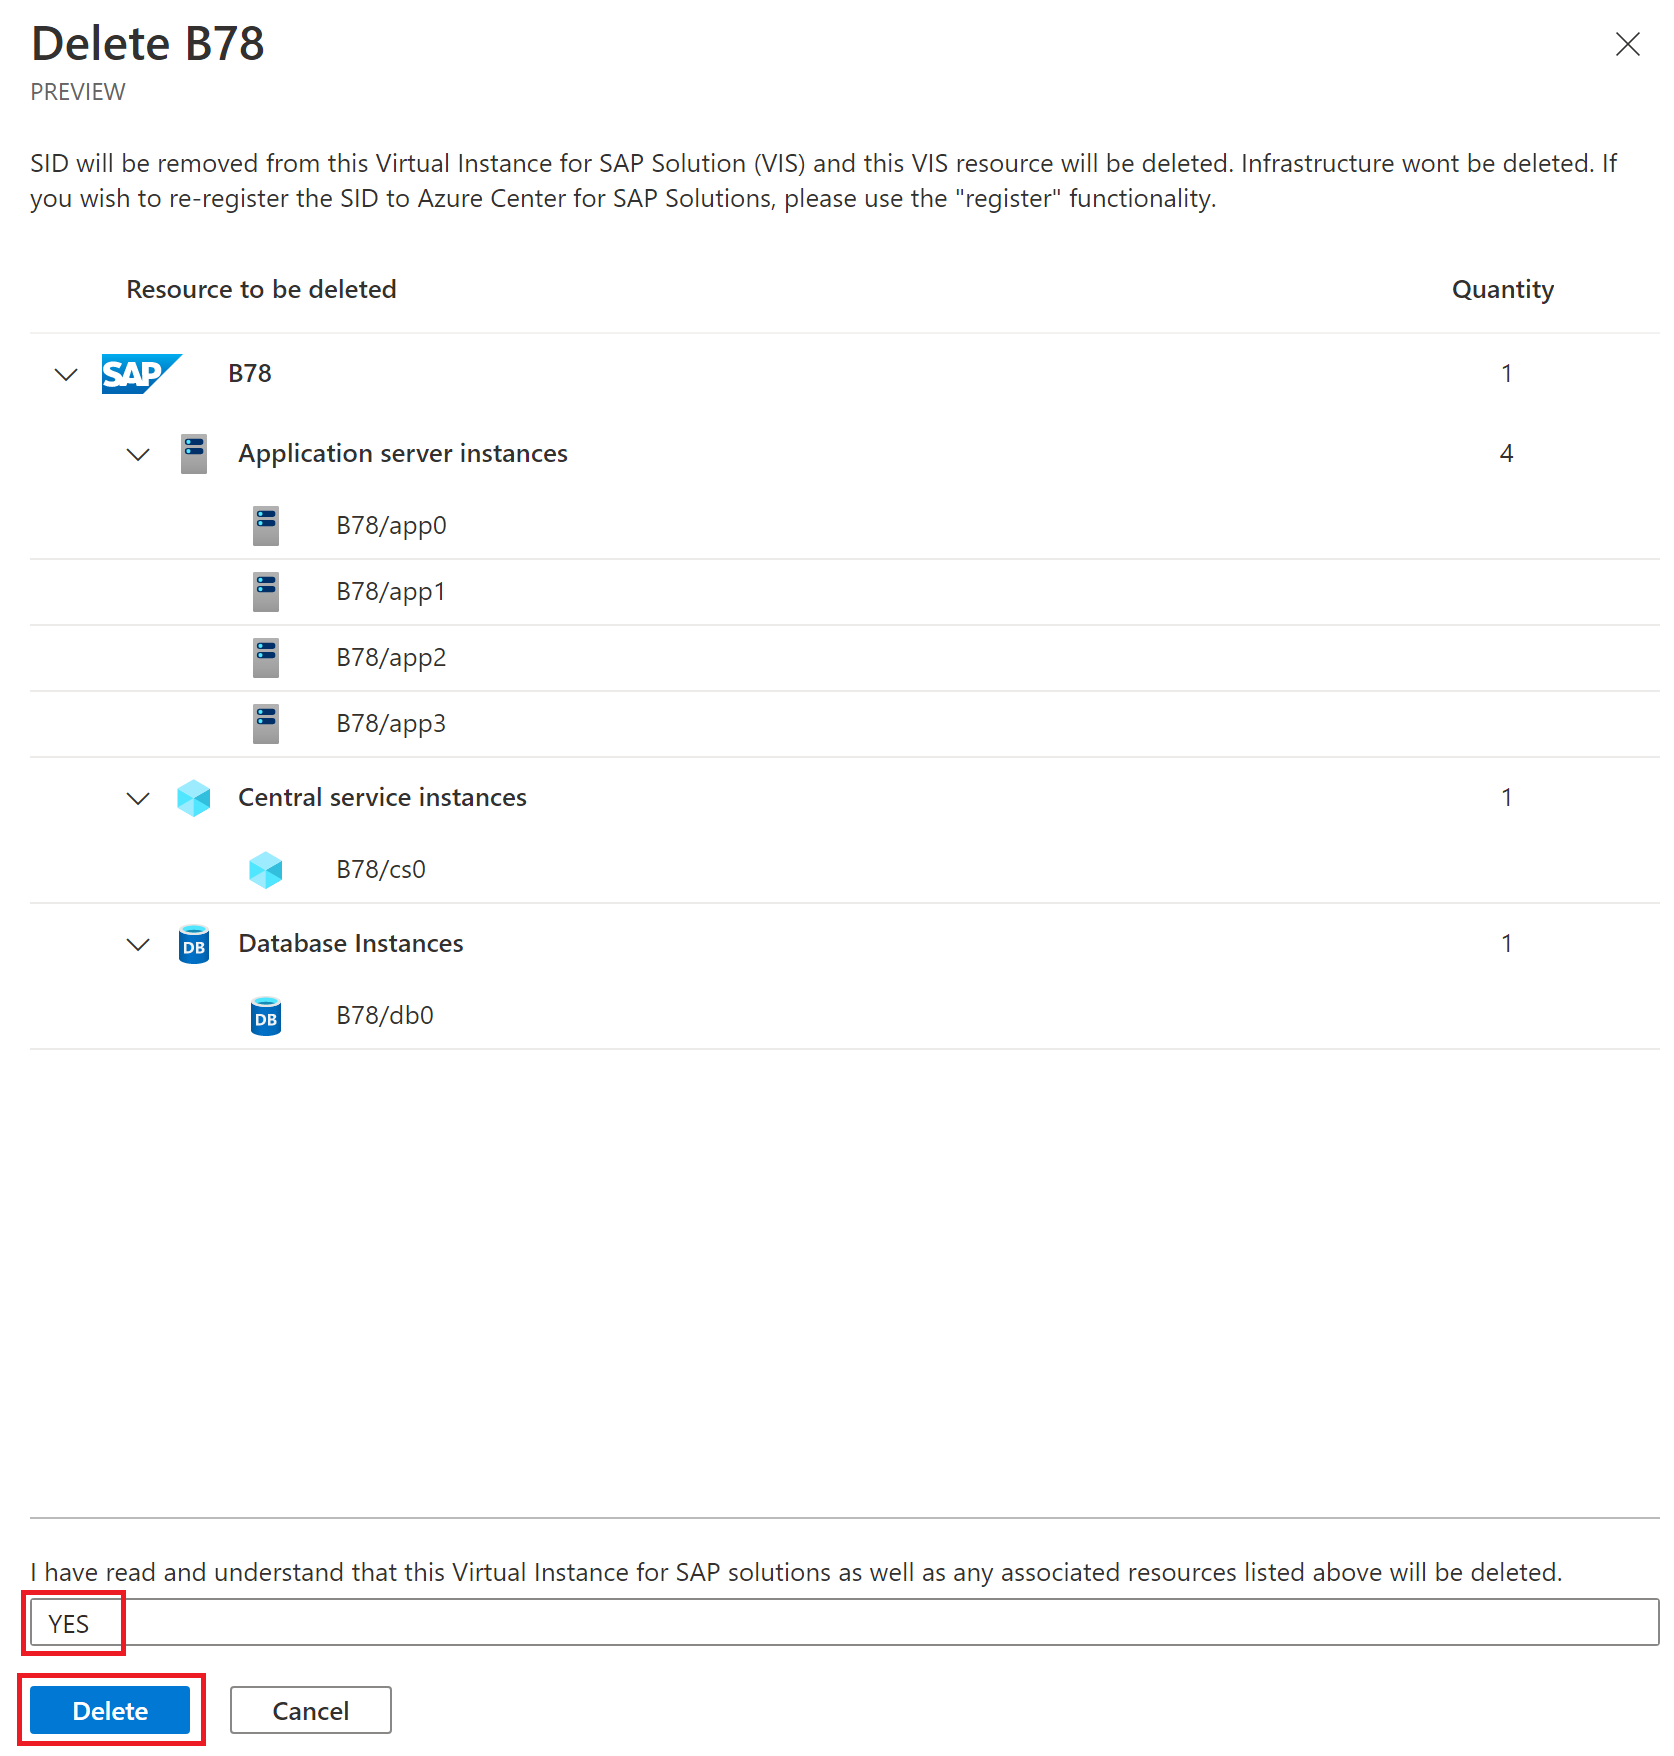 Delete B78
PREVIEW
SID will be removed from this Virtual Instance for SAP Solution (VIS) and this VIS resource will be deleted. Infrastructure wont be deleted. If
you wish to re-register the SID to Azure Center for SAP Solutions, please use the "register" functionality.
Resource to be deleted Quantity
SAP B78 1
Application server instances 4
B78/app0
B78/app1
B78/app2
B78/app3
Central service instances 1
B78/cs0
DB Database Instances 1
DB B78/db0
I have read and understand that this Virtual Instance for SAP solutions as well as any associated resources listed above will be deleted.
YES
Delete Cancel